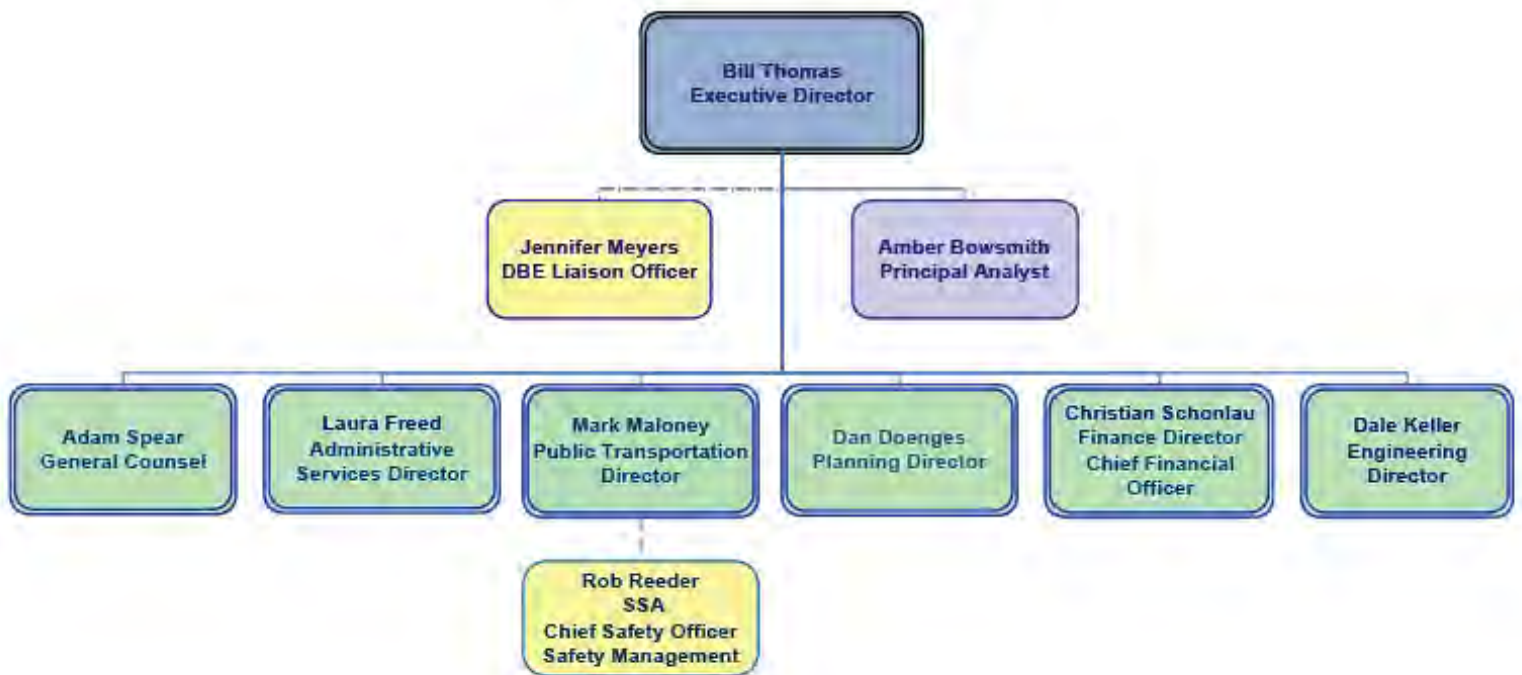 Bill Thomas
Executive Director
Jennifer Meyers
DBE Liaison Officer
Amber Bowsmith
Principal Analyst
Adam Spear
General Counsel
Laura Freed
Administrative
Services Director
Mark Maloney
Public Transportation
Director
Dan Doenges
Planning Director
Christian Schonlau
Finance Director
Chief Financial
Officer
Dale Keller
Engineering
Director
Rob Reeder
SSA
Chief Safety Officer
Safety Management